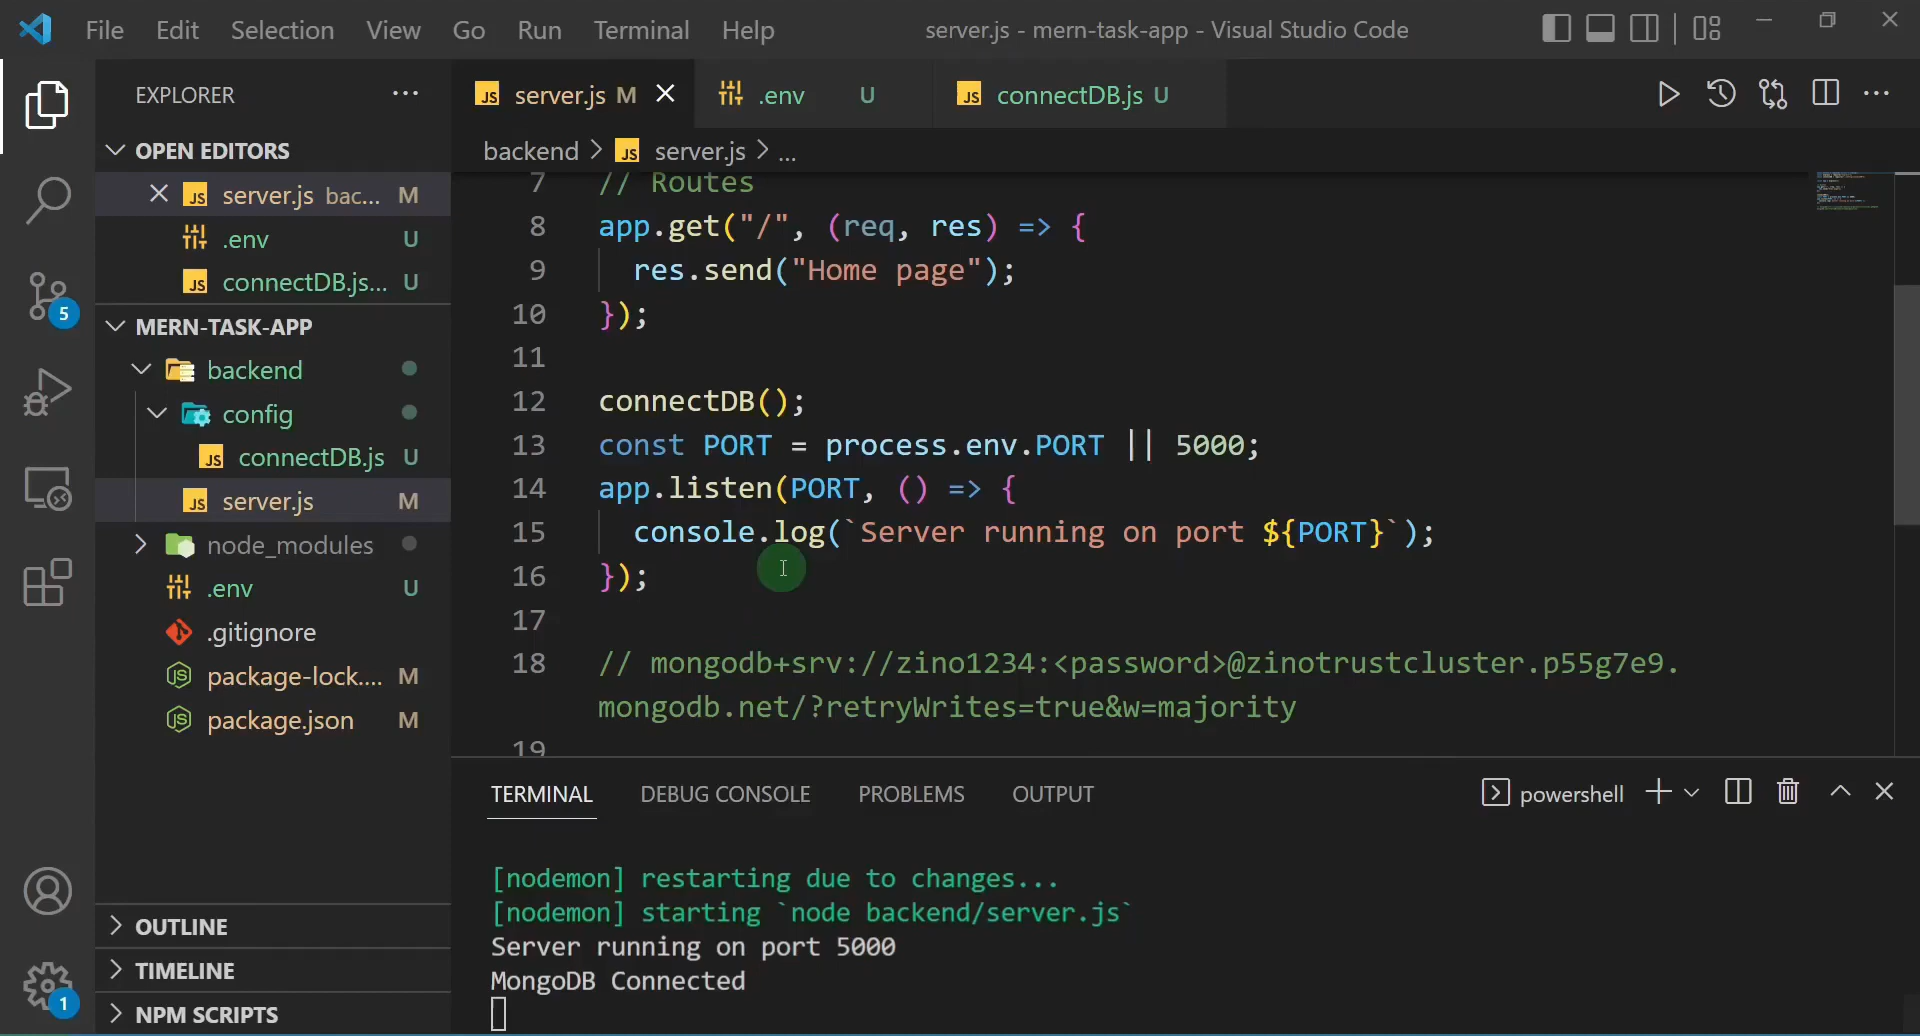 File Edit Selection View Go Run Terminal Help
server.js - mern-task-app - Visual Studio Code
EXPLORER
OPEN EDITORS
server.js bac... M
.env U
connectDB.js... U
MERN-TASK-APP
backend
config
connectDB.js U
server.js M
node_modules
.env U
.gitignore
package-lock.... M
package.json M
OUTLINE
TIMELINE
NPM SCRIPTS
5
1
server.js M
.env U
connectDB.js U
backend > server.js > ...
7 // Routes
8 app.get("/", (req, res) => {
9 res.send("Home page");
10 });
11
12 connectDB();
13 const PORT = process.env.PORT || 5000;
14 app.listen(PORT, () => {
15 console.log(`Server running on port ${PORT}`);
16 });
17
18 // mongodb+srv://zino1234:<password>@zinotrustcluster.p55g7e9.
mongodb.net/?retryWrites=true&w=majority
19
TERMINAL DEBUG CONSOLE PROBLEMS OUTPUT
powershell
[nodemon] restarting due to changes...
[nodemon] starting `node backend/server.js`
Server running on port 5000
MongoDB Connected